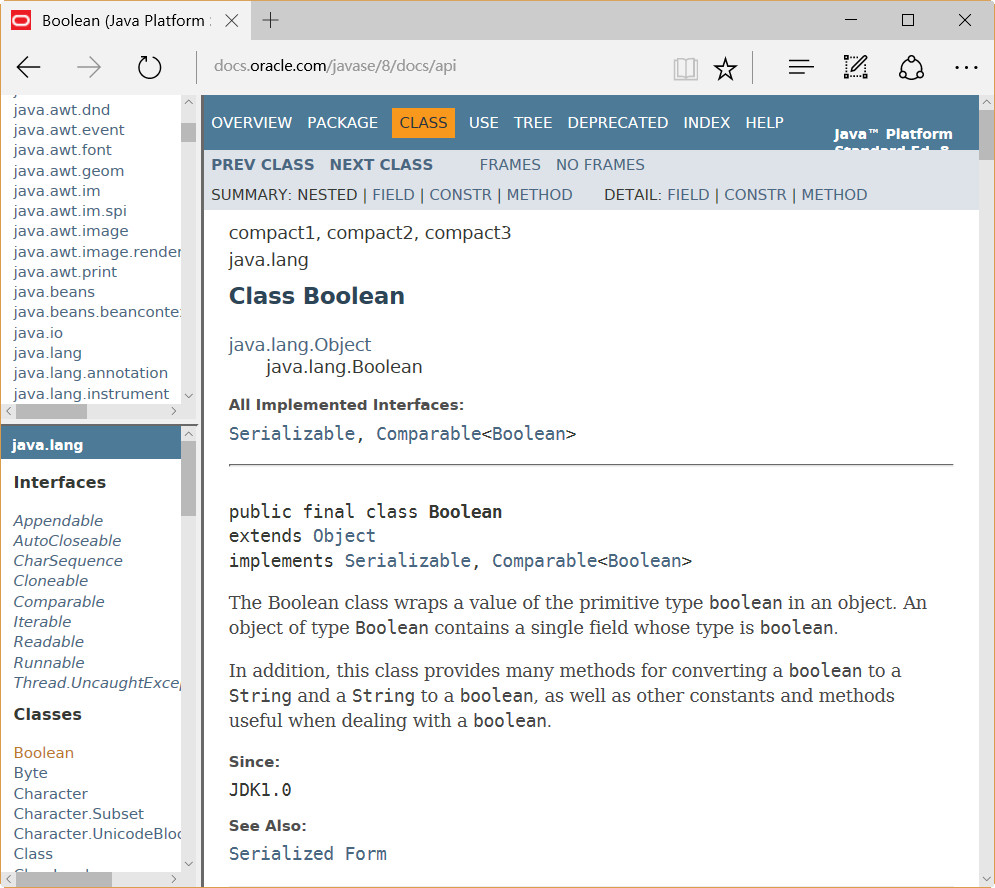 Boolean (Java Platform
docs.oracle.com/javase/8/docs/api
java.awt.dnd
java.awt.event
java.awt.font
java.awt.geom
java.awt.im
java.awt.im.spi
java.awt.image
java.awt.image.render
java.awt.print
java.beans
java.beans.beanconte
java.io
java.lang
java.lang.annotation
java.lang.instrument
java.lang
Interfaces
Appendable
AutoCloseable
CharSequence
Cloneable
Comparable
Iterable
Readable
Runnable
Thread.UncaughtExce
Classes
Boolean
Byte
Character
Character.Subset
Character.UnicodeBloc
Class
OVERVIEW PACKAGE CLASS USE TREE DEPRECATED INDEX HELP
Java™ Platform
Standard Ed. 8
PREV CLASS NEXT CLASS FRAMES NO FRAMES
SUMMARY: NESTED | FIELD | CONSTR | METHOD DETAIL: FIELD | CONSTR | METHOD
compact1, compact2, compact3
java.lang
Class Boolean
java.lang.Object
java.lang.Boolean
All Implemented Interfaces:
Serializable, Comparable<Boolean>
public final class Boolean
extends Object
implements Serializable, Comparable<Boolean>
The Boolean class wraps a value of the primitive type boolean in an object. An
object of type Boolean contains a single field whose type is boolean.
In addition, this class provides many methods for converting a boolean to a
String and a String to a boolean, as well as other constants and methods
useful when dealing with a boolean.
Since:
JDK1.0
See Also:
Serialized Form